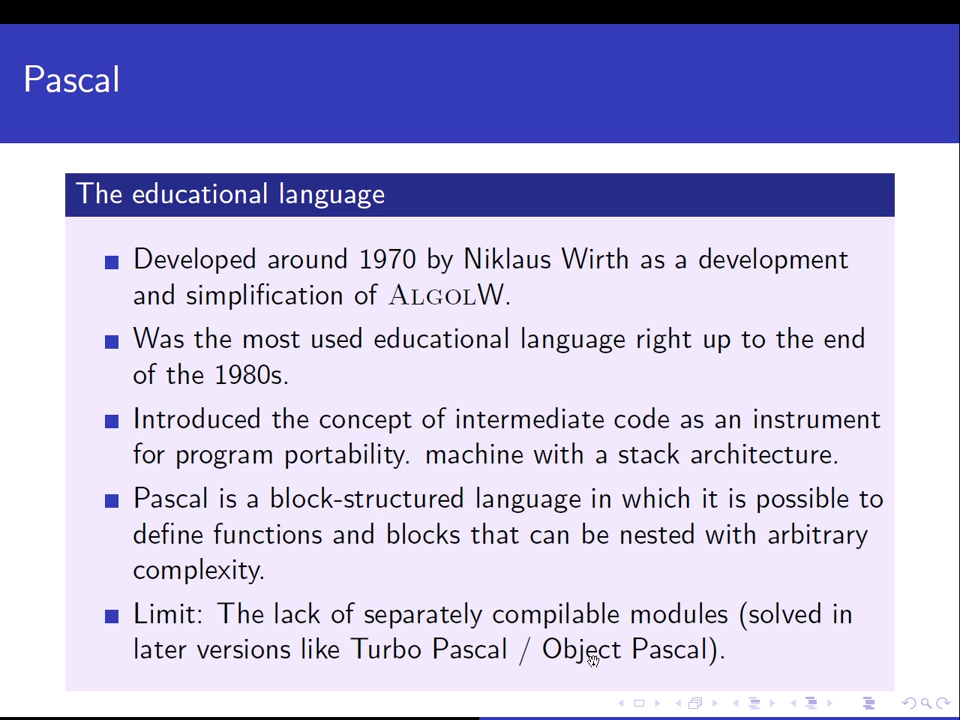 Pascal
The educational language
Developed around 1970 by Niklaus Wirth as a development
and simplification of ALGOLW.
Was the most used educational language right up to the end
of the 1980s.
Introduced the concept of intermediate code as an instrument
for program portability. machine with a stack architecture.
Pascal is a block-structured language in which it is possible to
define functions and blocks that can be nested with arbitrary
complexity.
Limit: The lack of separately compilable modules (solved in
later versions like Turbo Pascal / Object Pascal).